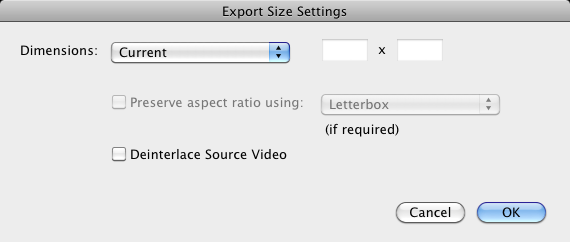 Export Size Settings
Dimensions: Current x
Preserve aspect ratio using: Letterbox
(if required)
Deinterlace Source Video
Cancel OK